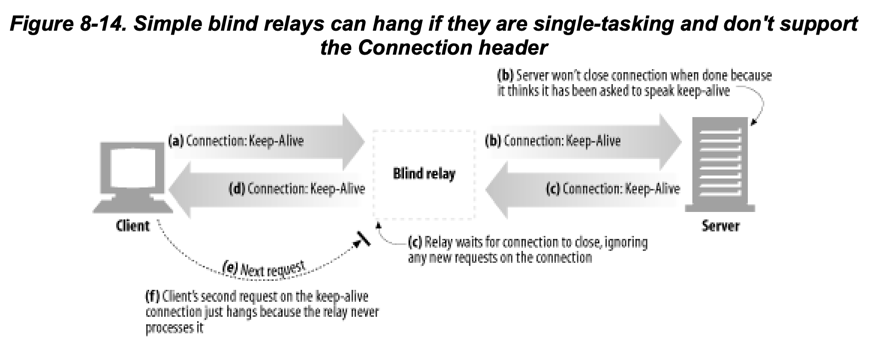 Figure 8-14. Simple blind relays can hang if they are single-tasking and don't support
the Connection header
(b) Server won't close connection when done because
it thinks it has been asked to speak keep-alive
(a) Connection: Keep-Alive
(b) Connection: Keep-Alive
Blind relay
(d) Connection: Keep-Alive
(c) Connection: Keep-Alive
Client
Server
(c) Relay waits for connection to close, ignoring
any new requests on the connection
(e) Next request
(f) Client's second request on the keep-alive
connection just hangs because the relay never
processes it